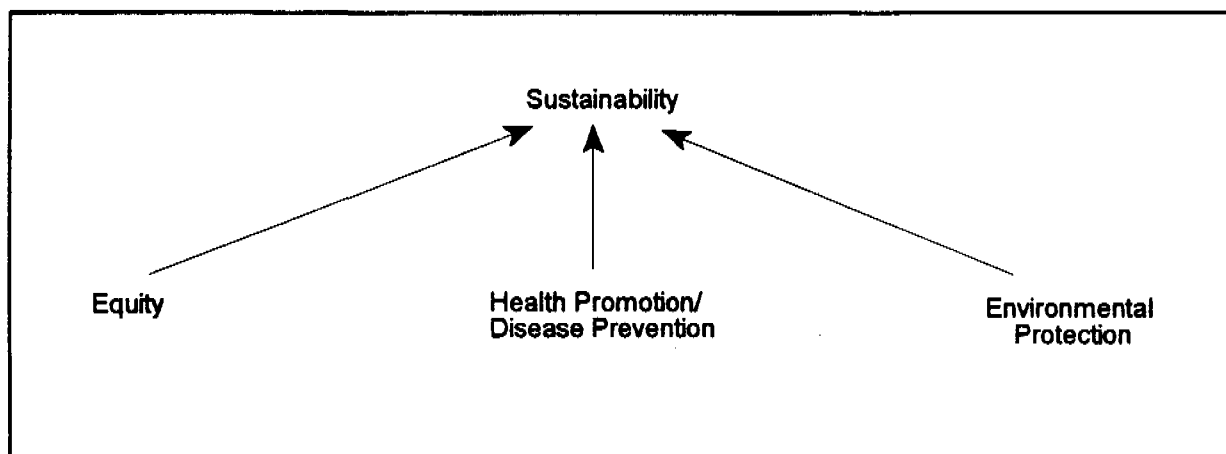 Sustainability
Equity
Health Promotion/
Disease Prevention
Environmental
Protection